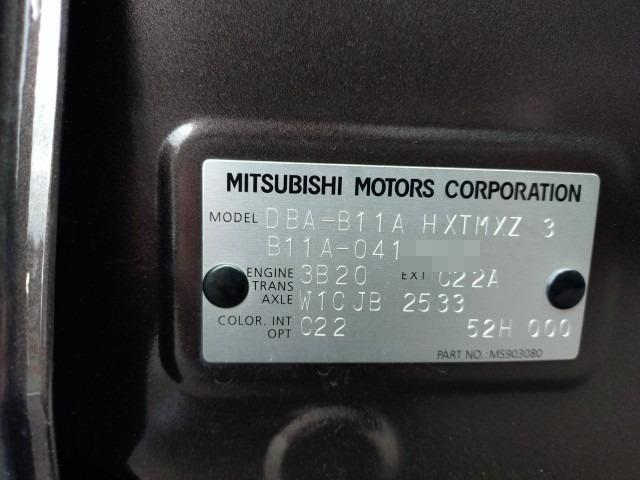 MITSUBISHI MOTORS CORPORATION
MODEL DBA-B11A HXTMXZ 3
B11A-041
ENGINE 3B20 EXT C22A
TRANS AXLE W1CJB 2533
COLOR. INT OPT C22 52H 000
PART NO.: MS903080